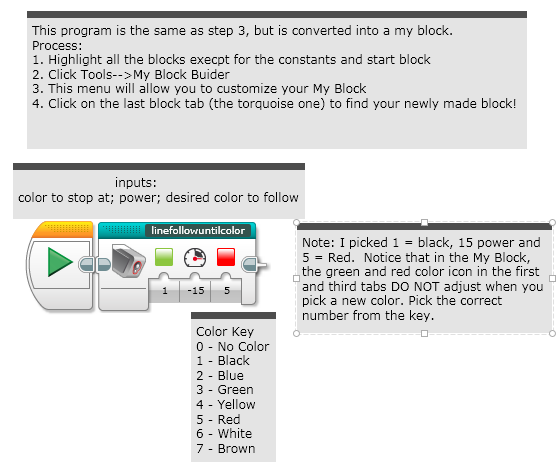 This program is the same as step 3, but is converted into a my block.
Process:
1. Highlight all the blocks execpt for the constants and start block
2. Click Tools-->My Block Buider
3. This menu will allow you to customize your My Block
4. Click on the last block tab (the torquoise one) to find your newly made block!
inputs:
color to stop at; power; desired color to follow
linefollowuntilcolor
1 -15 5
Note: I picked 1 = black, 15 power and
5 = Red.  Notice that in the My Block,
the green and red color icon in the first
and third tabs DO NOT adjust when you
pick a new color. Pick the correct
number from the key.
Color Key
0 - No Color
1 - Black
2 - Blue
3 - Green
4 - Yellow
5 - Red
6 - White
7 - Brown